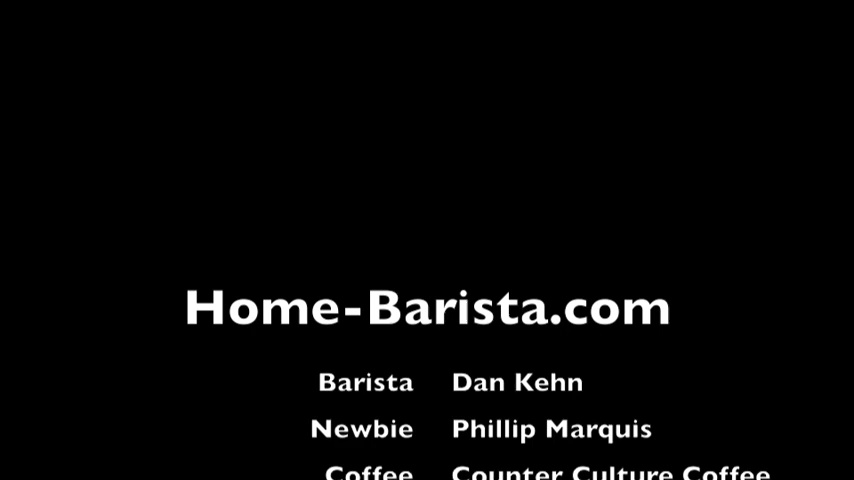 Home-Barista.com
Barista Dan Kehn
Newbie Phillip Marquis
Coffee Counter Culture Coffee